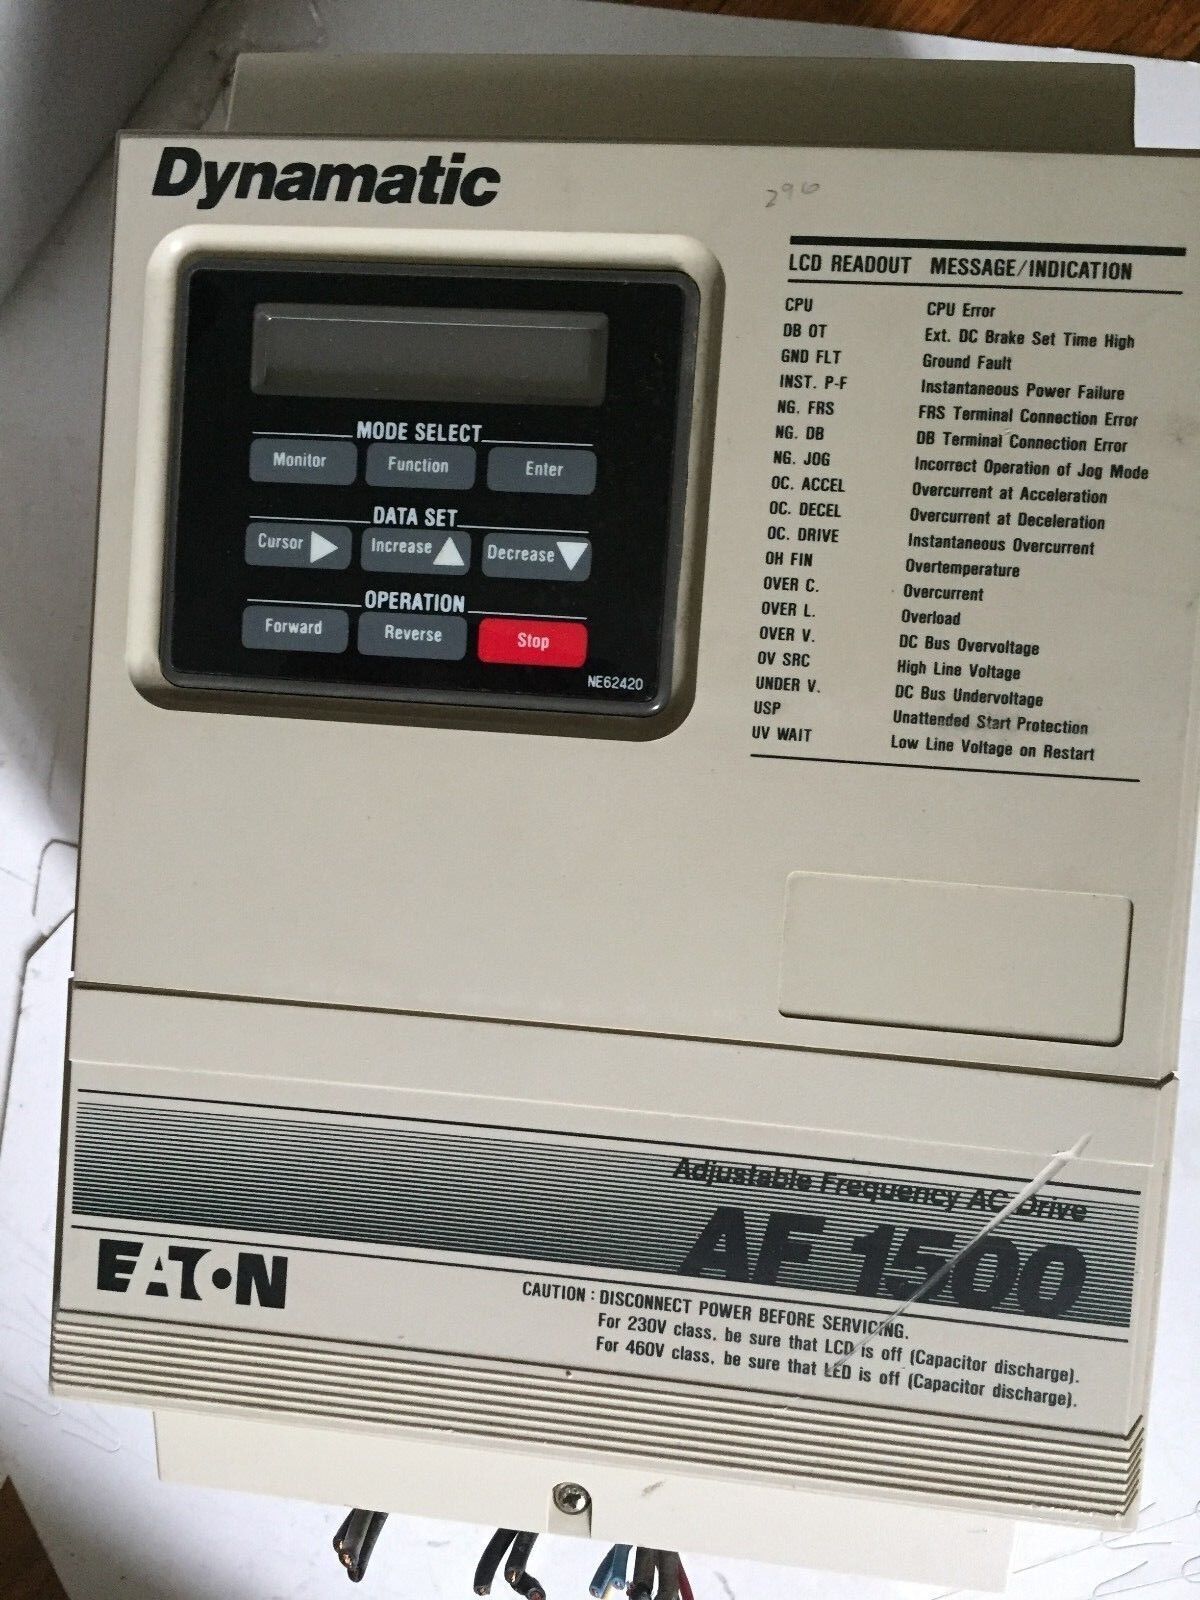 Dynamatic
296
MODE SELECT
Monitor Function Enter
DATA SET
Cursor Increase Decrease
OPERATION
Forward Reverse Stop
NE62420
LCD READOUT MESSAGE/INDICATION
CPU CPU Error
DB OT Ext. DC Brake Set Time High
GND FLT Ground Fault
INST. P-F Instantaneous Power Failure
NG. FRS FRS Terminal Connection Error
NG. DB DB Terminal Connection Error
NG. JOG Incorrect Operation of Jog Mode
OC. ACCEL Overcurrent at Acceleration
OC. DECEL Overcurrent at Deceleration
OC. DRIVE Instantaneous Overcurrent
OH FIN Overtemperature
OVER C. Overcurrent
OVER L. Overload
OVER V. DC Bus Overvoltage
OV SRC High Line Voltage
UNDER V. DC Bus Undervoltage
USP Unattended Start Protection
UV WAIT Low Line Voltage on Restart
Adjustable Frequency AC Drive
AF 1500
EATON
CAUTION : DISCONNECT POWER BEFORE SERVICING.
For 230V class, be sure that LCD is off (Capacitor discharge).
For 460V class, be sure that LED is off (Capacitor discharge).